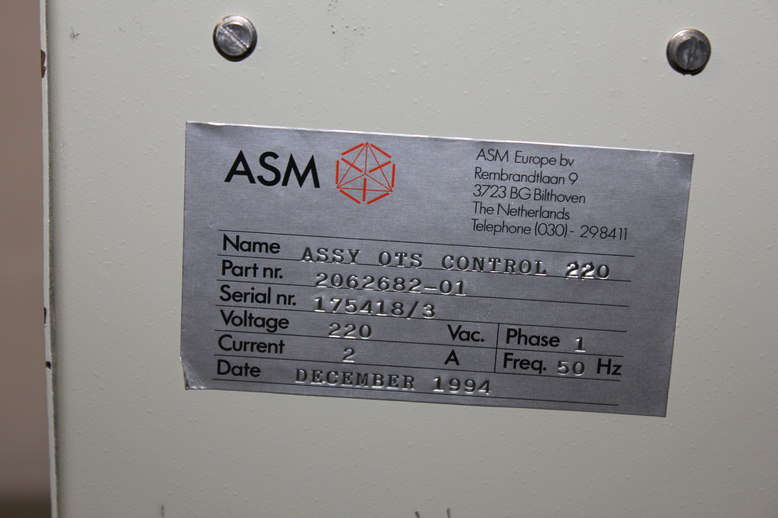 ASM
ASM Europe bv
Rembrandtlaan 9
3723 BG Bilthoven
The Netherlands
Telephone (030) - 298411
Name ASSY OTS CONTROL 220
Part nr. 2062682-01
Serial nr. 175418/3
Voltage 220 Vac. Phase 1
Current 2 A Freq. 50 Hz
Date DECEMBER 1994